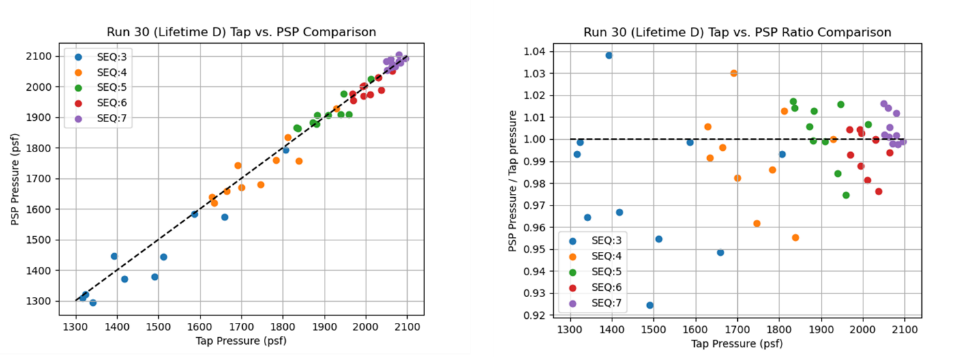 Run 30 (Lifetime D) Tap vs. PSP Comparison
PSP Pressure (psf)
2100
2000
1900
1800
1700
1600
1500
1400
1300
SEQ:3
SEQ:4
SEQ:5
SEQ:6
SEQ:7
1300 1400 1500 1600 1700 1800 1900 2000 2100
Tap Pressure (psf)
Run 30 (Lifetime D) Tap vs. PSP Ratio Comparison
PSP Pressure / Tap pressure
1.04
1.03
1.02
1.01
1.00
0.99
0.98
0.97
0.96
0.95
0.94
0.93
0.92
SEQ:3
SEQ:4
SEQ:5
SEQ:6
SEQ:7
1300 1400 1500 1600 1700 1800 1900 2000 2100
Tap Pressure (psf)